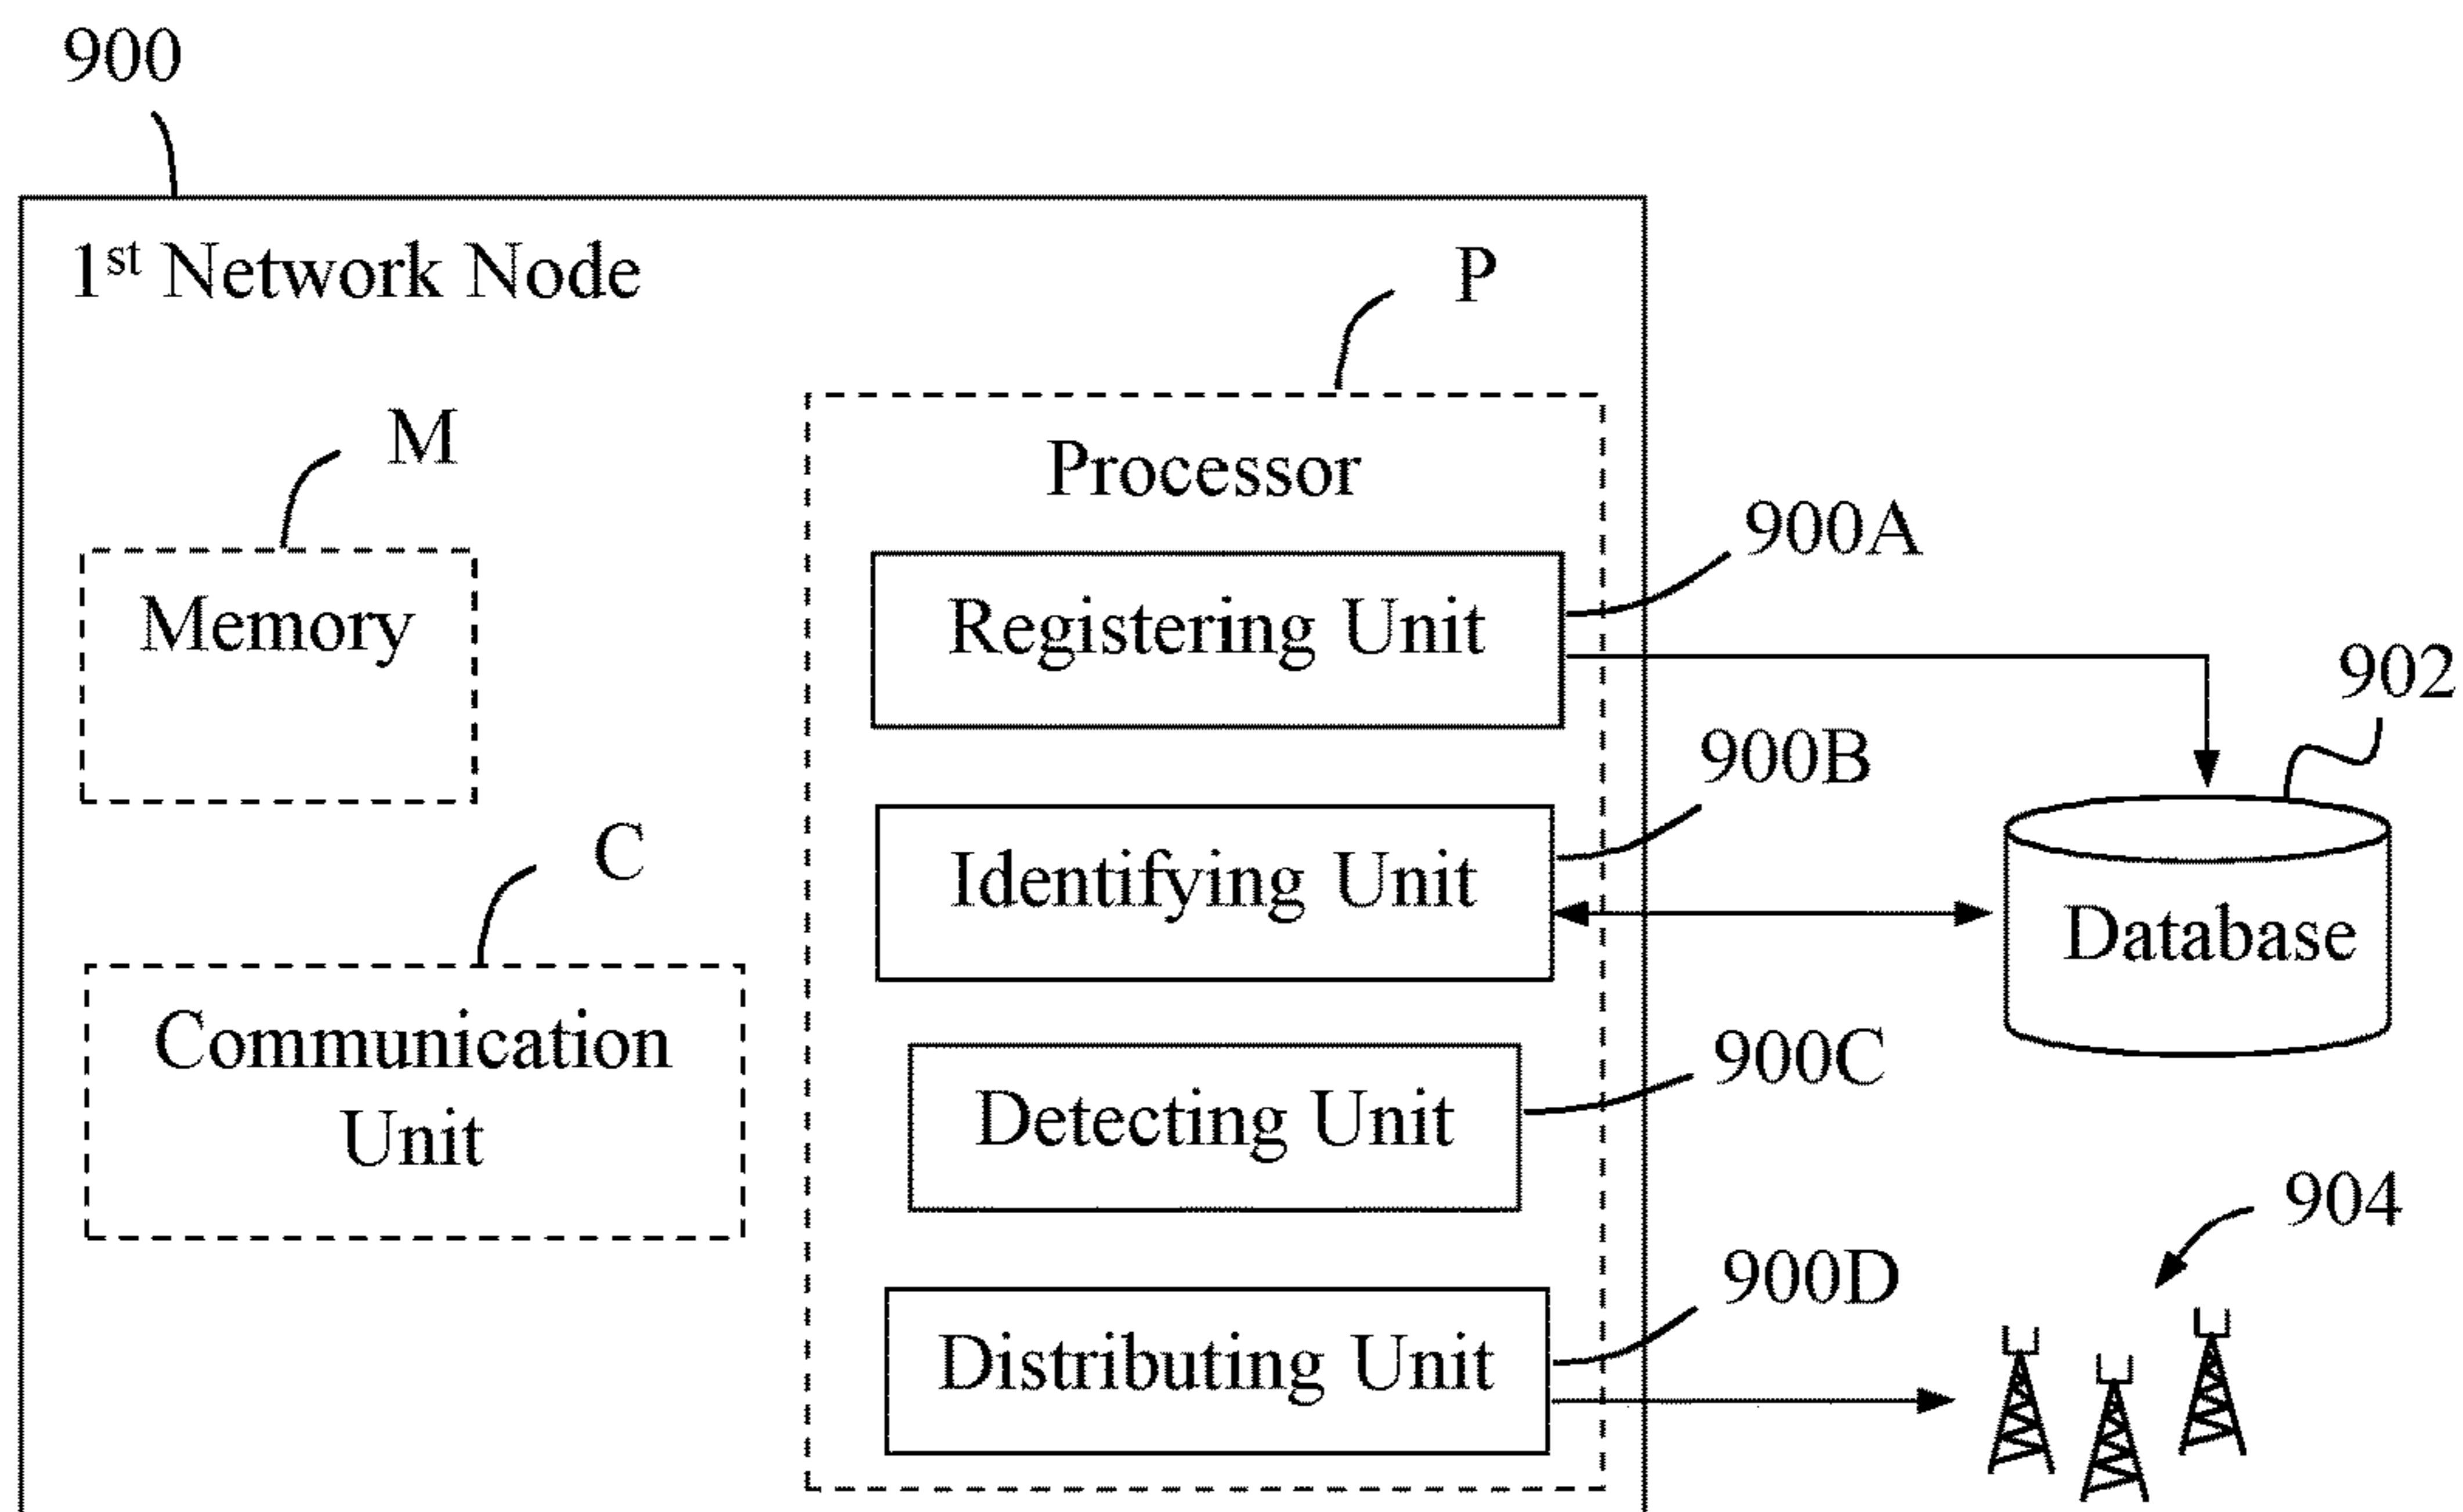 900
1st Network Node
P
M
Processor
900A
Memory
Registering Unit
902
900B
C
Identifying Unit
Database
Communication
Unit
900C
Detecting Unit
904
900D
Distributing Unit